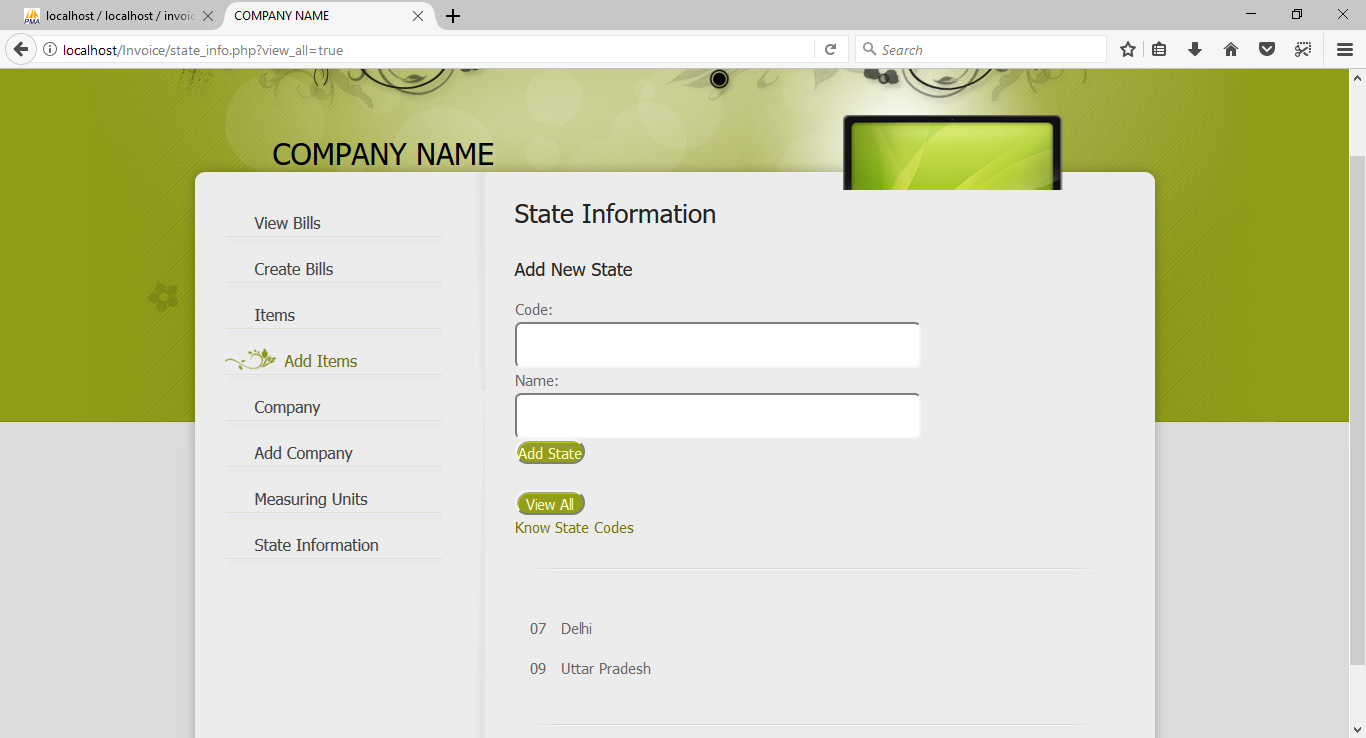 localhost / localhost / invoic
COMPANY NAME
localhost/Invoice/state_info.php?view_all=true
Search
COMPANY NAME
View Bills
Create Bills
Items
Add Items
Company
Add Company
Measuring Units
State Information
State Information
Add New State
Code:
Name:
Add State
View All
Know State Codes
07 Delhi
09 Uttar Pradesh